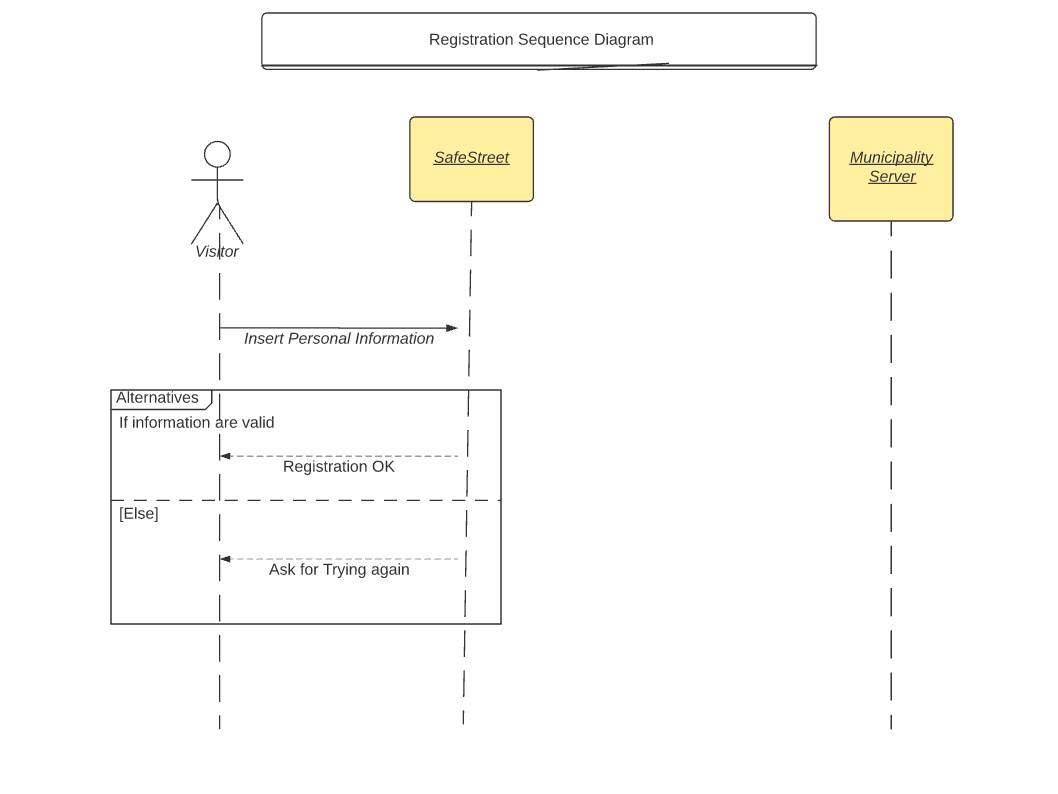 Registration Sequence Diagram
SafeStreet
Municipality
Server
Visitor
Insert Personal Information
Alternatives
If information are valid
Registration OK
[Else]
Ask for Trying again